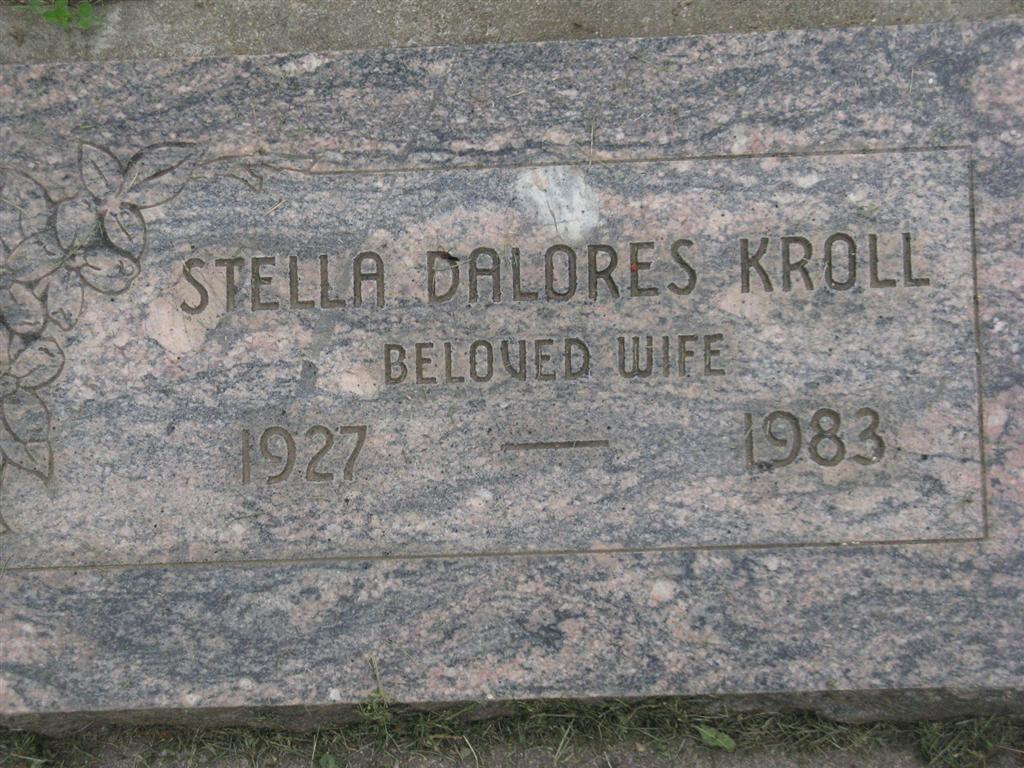 STELLA DALORES KROLL
BELOVED WIFE
1927 — 1983